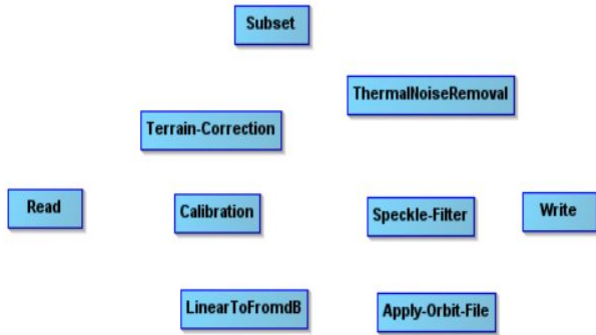 Subset
ThermalNoiseRemoval
Terrain-Correction
Read
Calibration
Speckle-Filter
Write
LinearToFromdB
Apply-Orbit-File